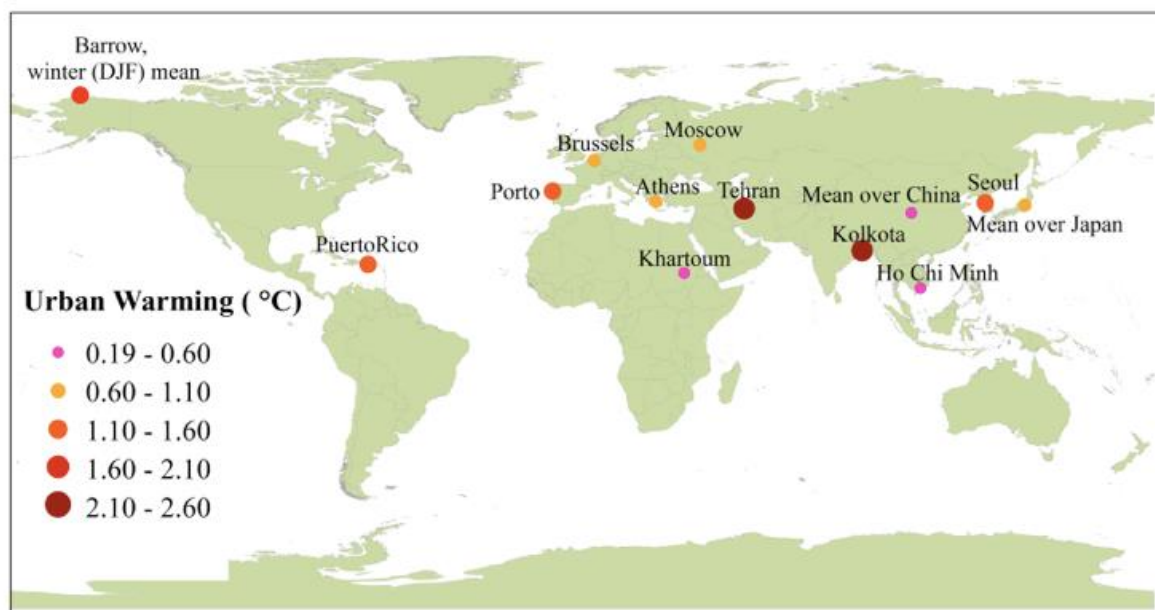 Barrow,
winter (DJF) mean
Brussels
Moscow
Porto
Athens
Tehran
Mean over China
Seoul
Mean over Japan
PuertoRico
Khartoum
Kolkota
Ho Chi Minh
Urban Warming ( °C)
0.19 - 0.60
0.60 - 1.10
1.10 - 1.60
1.60 - 2.10
2.10 - 2.60